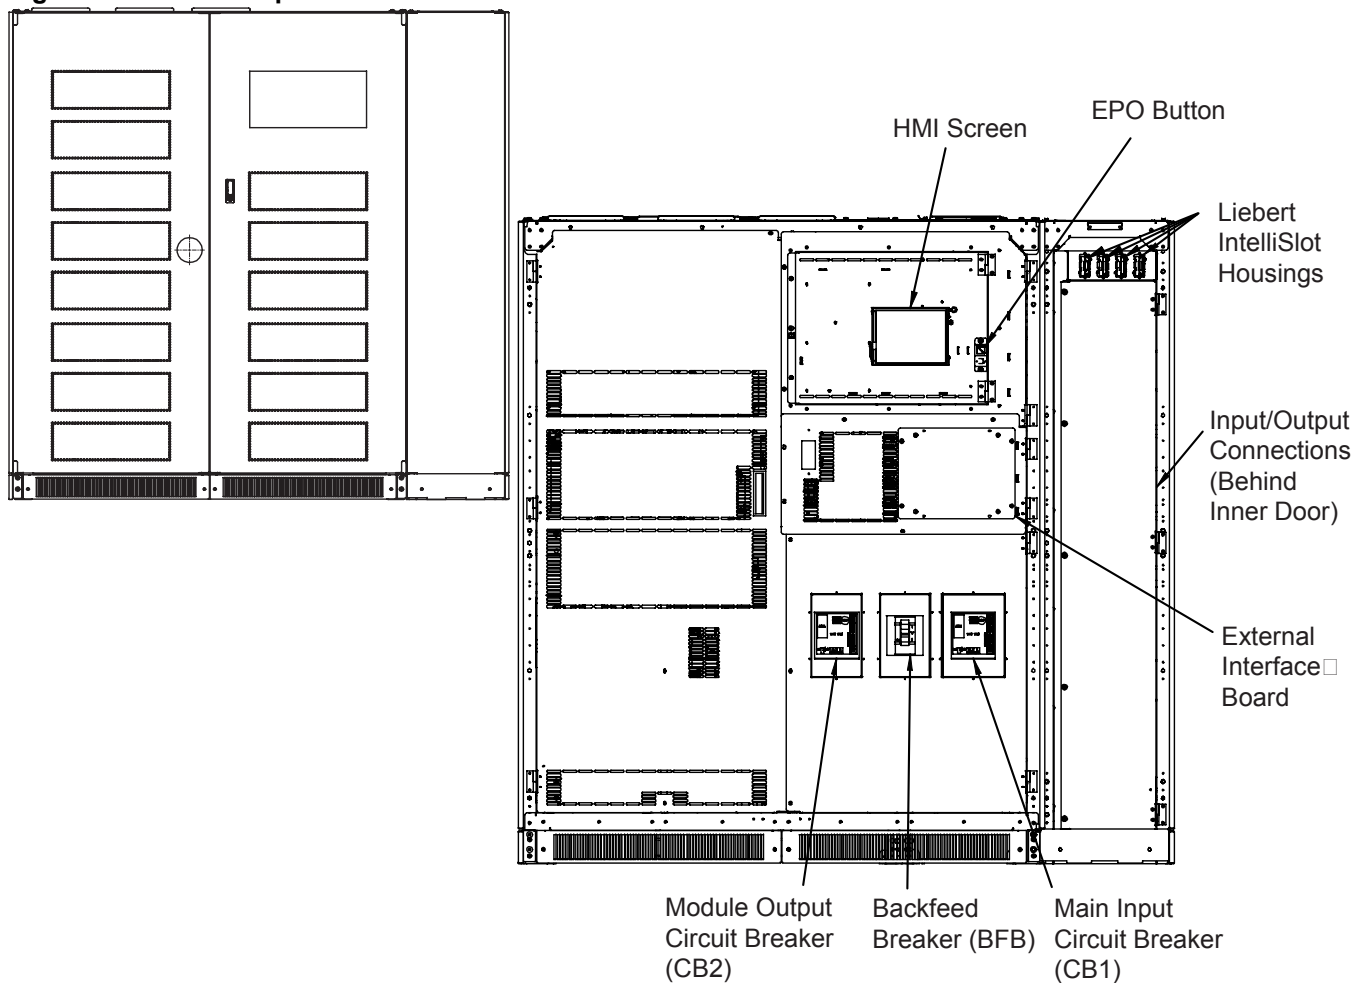 HMI Screen
EPO Button
Liebert
IntelliSlot
Housings
Input/Output
Connections
(Behind
Inner Door)
External
Interface□
Board
Module Output
Circuit Breaker
(CB2)
Backfeed
Breaker (BFB)
Main Input
Circuit Breaker
(CB1)